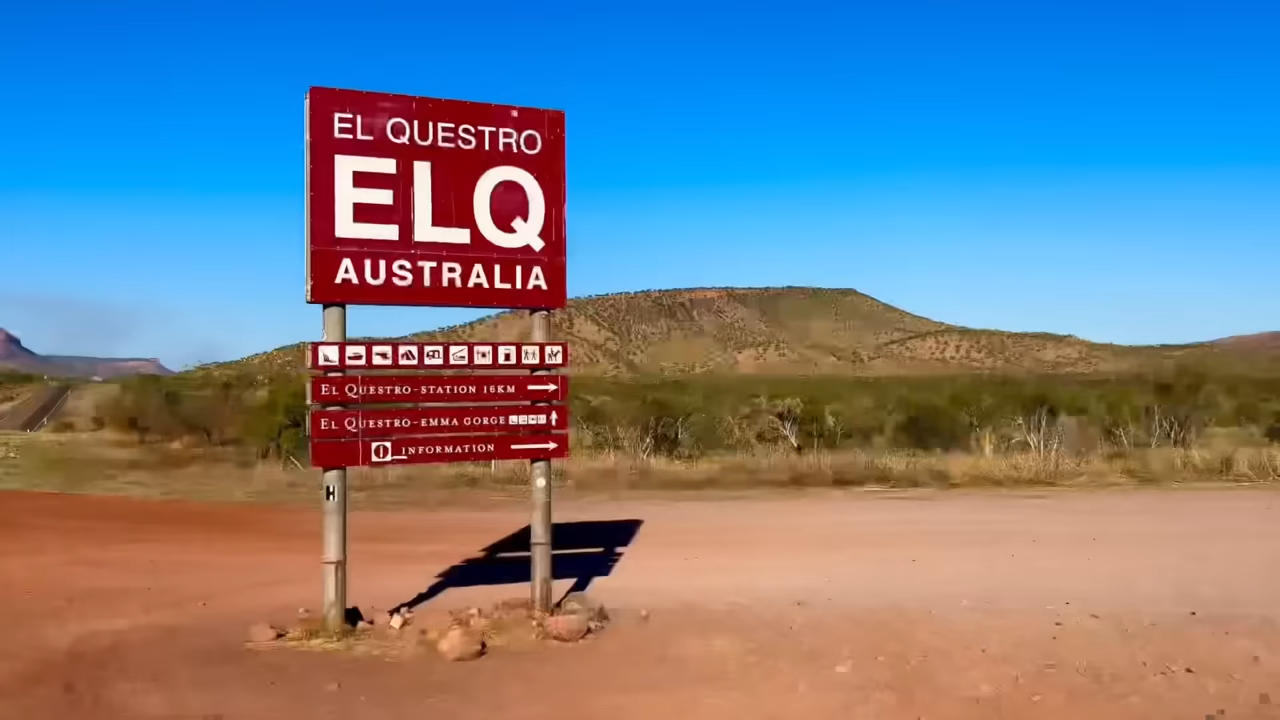 EL QUESTRO
ELQ
AUSTRALIA
EL QUESTRO-STATION 16KM
EL QUESTRO-EMMA GORGE
i INFORMATION
H